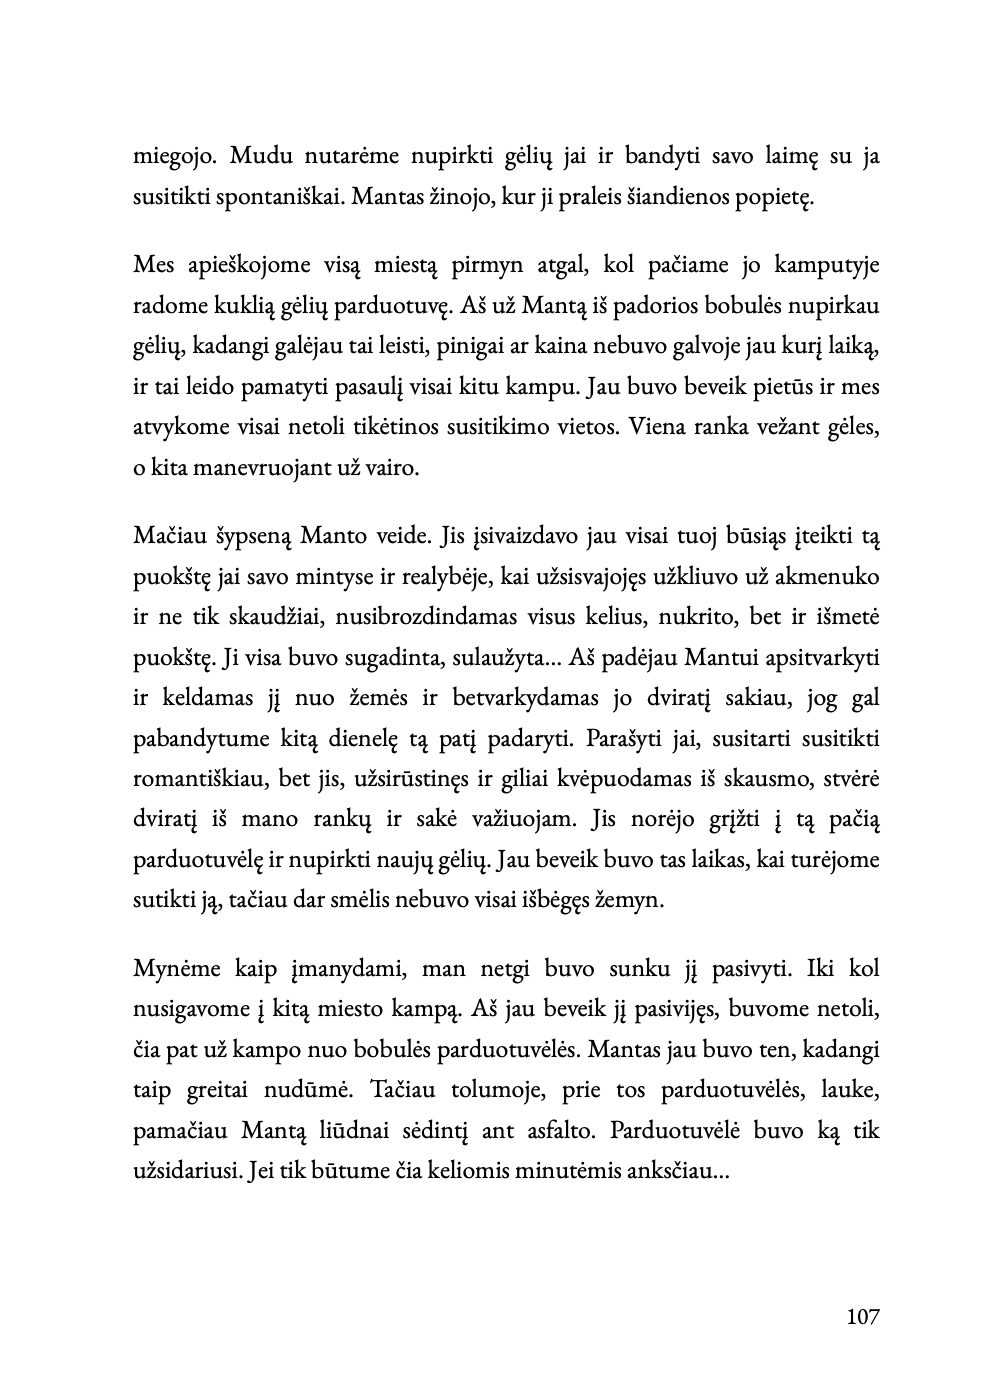 miegojo. Mudu nutarėme nupirkti gėlių jai ir bandyti savo laimę su ja
susitikti spontaniškai. Mantas žinojo, kur ji praleis šiandienos popietę.
Mes apieškojome visą miestą pirmyn atgal, kol pačiame jo kamputyje
radome kuklią gėlių parduotuvę. Aš už Mantą iš padorios bobulės nupirkau
gėlių, kadangi galėjau tai leisti, pinigai ar kaina nebuvo galvoje jau kurį laiką,
ir tai leido pamatyti pasaulį visai kitu kampu. Jau buvo beveik pietūs ir mes
atvykome visai netoli tikėtinos susitikimo vietos. Viena ranka vežant gėles,
o kita manevruojant už vairo.
Mačiau šypseną Manto veide. Jis įsivaizdavo jau visai tuoj būsiąs įteikti tą
puokštę jai savo mintyse ir realybėje, kai užsisvajojęs užkliuvo už akmenuko
ir ne tik skaudžiai, nusibrozdindamas visus kelius, nukrito, bet ir išmetė
puokštę. Ji visa buvo sugadinta, sulaužyta... Aš padėjau Mantui apsitvarkyti
ir keldamas jį nuo žemės ir betvarkydamas jo dviratį sakiau, jog gal
pabandytume kitą dienelę tą patį padaryti. Parašyti jai, susitarti susitikti
romantiškiau, bet jis, užsirūstinęs ir giliai kvėpuodamas iš skausmo, stvėrė
dviratį iš mano rankų ir sakė važiuojam. Jis norėjo grįžti į tą pačią
parduotuvėlę ir nupirkti naujų gėlių. Jau beveik buvo tas laikas, kai turėjome
sutikti ją, tačiau dar smėlis nebuvo visai išbėgęs žemyn.
Mynėme kaip įmanydami, man netgi buvo sunku jį pasivyti. Iki kol
nusigavome į kitą miesto kampą. Aš jau beveik jį pasivijęs, buvome netoli,
čia pat už kampo nuo bobulės parduotuvėlės. Mantas jau buvo ten, kadangi
taip greitai nudūmė. Tačiau tolumoje, prie tos parduotuvėlės, lauke,
pamačiau Mantą liūdnai sėdintį ant asfalto. Parduotuvėlė buvo ką tik
užsidariusi. Jei tik būtume čia keliomis minutėmis anksčiau...
107